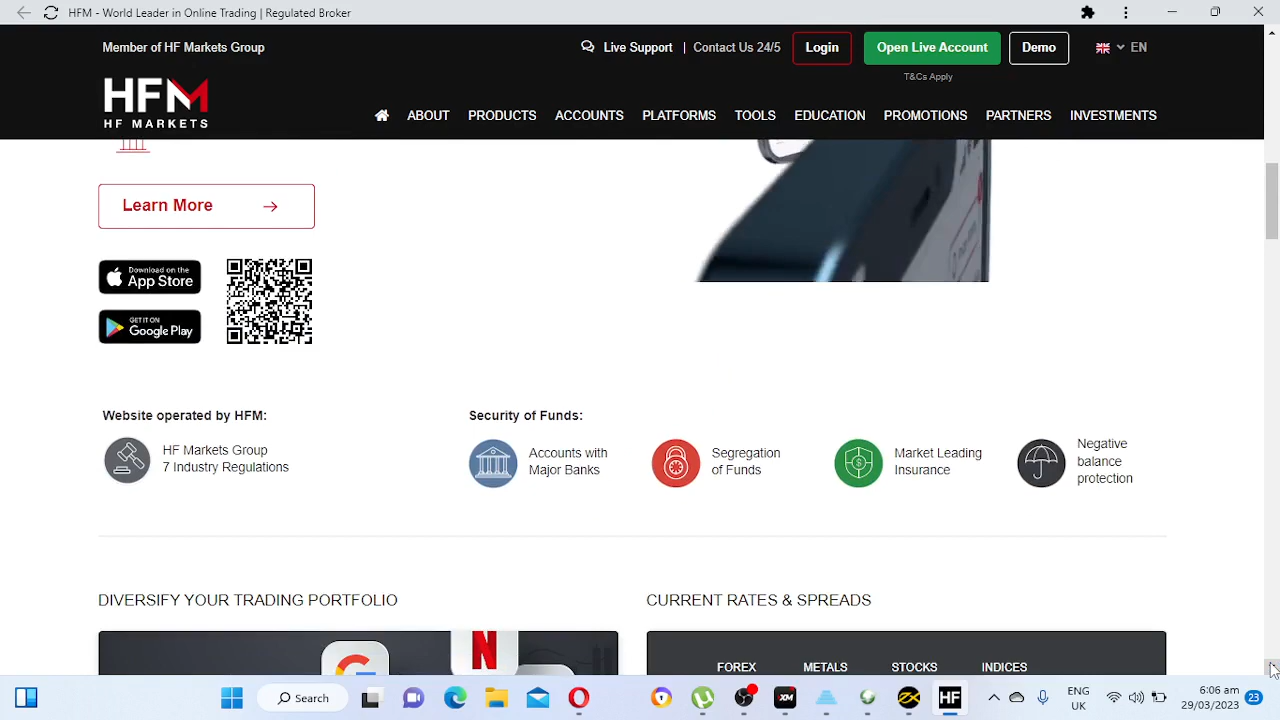 HFM - World Leader in Online Trading | Regulated Broker
Member of HF Markets Group
Live Support | Contact Us 24/5
Login
Open Live Account
Demo
EN
T&Cs Apply
HFM
HF MARKETS
ABOUT PRODUCTS ACCOUNTS PLATFORMS TOOLS EDUCATION PROMOTIONS PARTNERS INVESTMENTS
Learn More
Download on the
App Store
GET IT ON
Google Play
Website operated by HFM:
Security of Funds:
HF Markets Group
7 Industry Regulations
Accounts with
Major Banks
Segregation
of Funds
Market Leading
Insurance
Negative
balance
protection
DIVERSIFY YOUR TRADING PORTFOLIO
CURRENT RATES & SPREADS
N
FOREX METALS STOCKS INDICES
Search
XM
HF
ENG
UK
6:06 am
29/03/2023
23